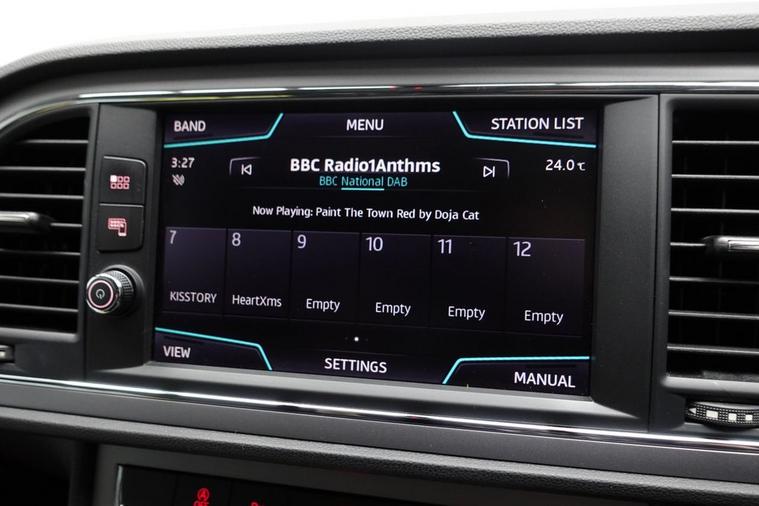 BAND MENU STATION LIST
3:27 BBC Radio1Anthms 24.0 c
BBC National DAB
Now Playing: Paint The Town Red by Doja Cat
7 8 9 10 11 12
KISSTORY HeartXms Empty Empty Empty Empty
VIEW SETTINGS MANUAL
OFF